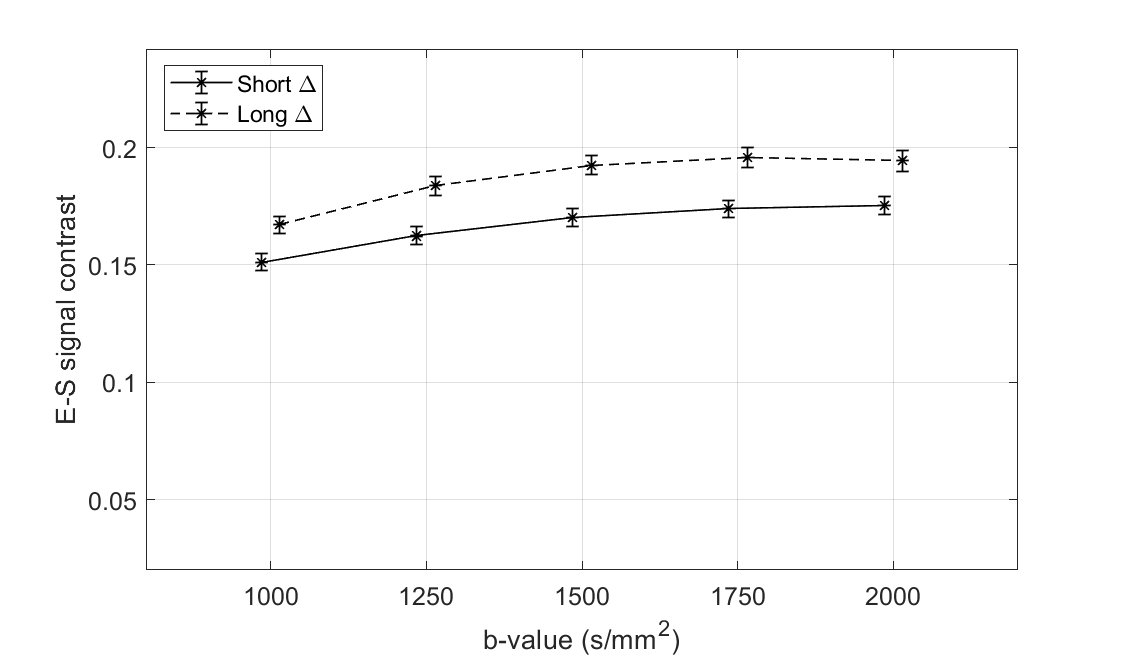 Short Δ
Long Δ
0.2
0.15
0.1
0.05
E-S signal contrast
1000 1250 1500 1750 2000
b-value (s/mm²)